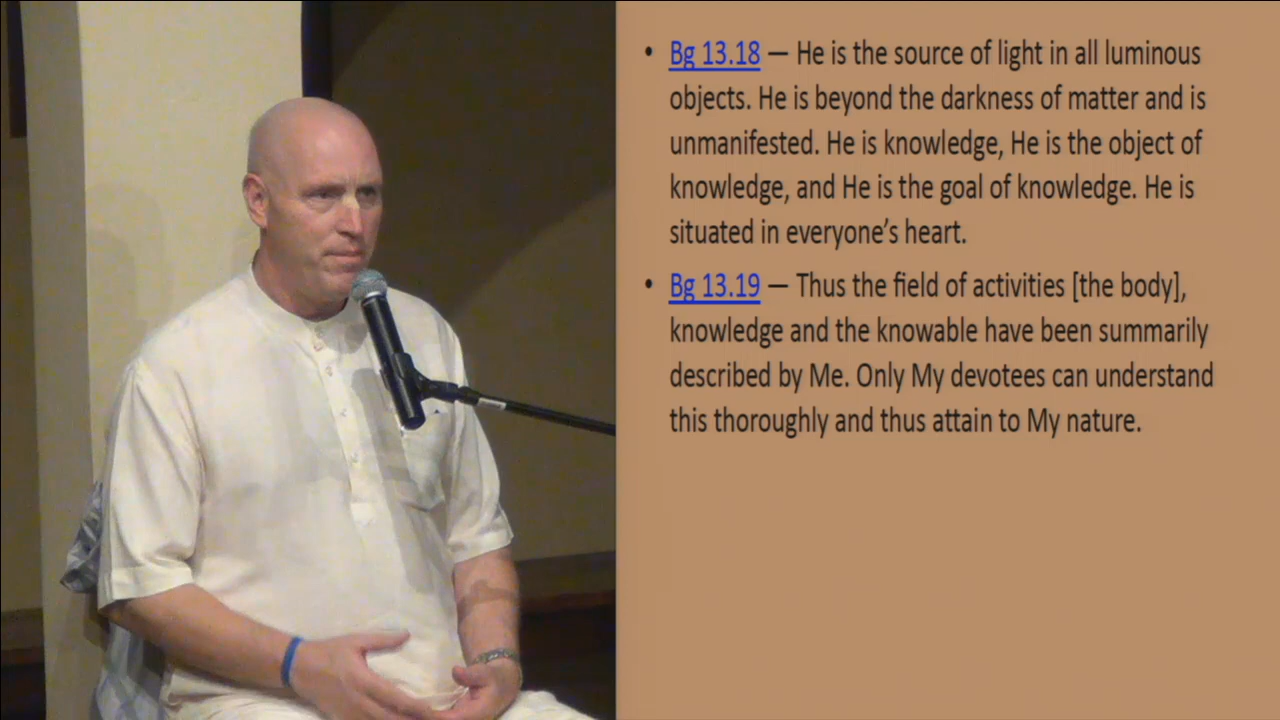 • Bg 13.18 — He is the source of light in all luminous
objects. He is beyond the darkness of matter and is
unmanifested. He is knowledge, He is the object of
knowledge, and He is the goal of knowledge. He is
situated in everyone’s heart.
• Bg 13.19 — Thus the field of activities [the body],
knowledge and the knowable have been summarily
described by Me. Only My devotees can understand
this thoroughly and thus attain to My nature.